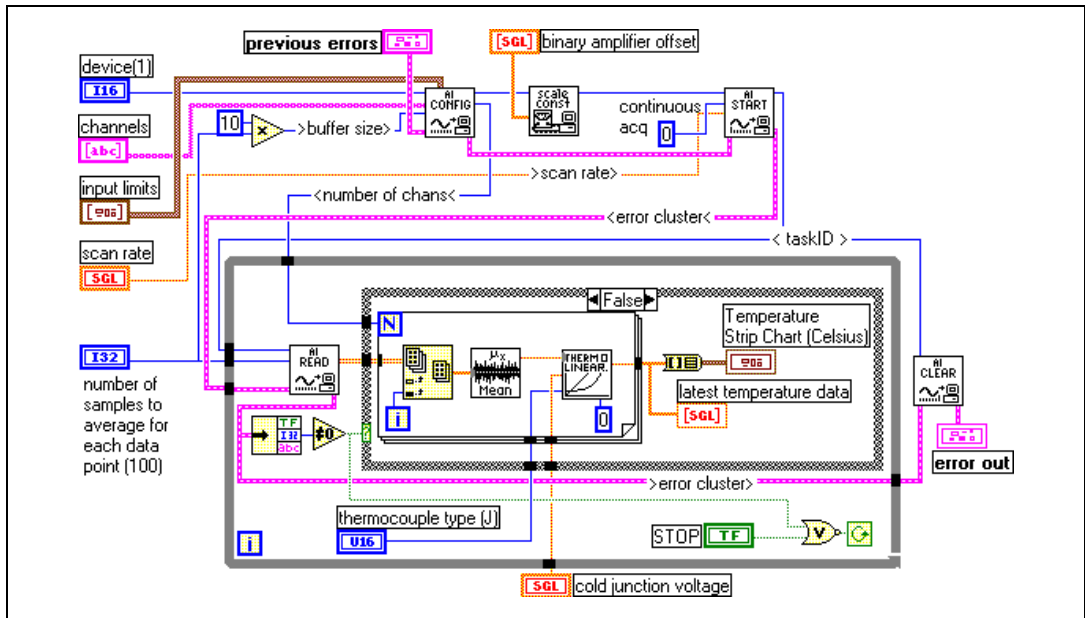 previous errors
[SGL] binary amplifier offset
device(1)
I16
AI CONFIG
scale const
continuous acq
0
AI START
channels
[abc]
10
x
>buffer size>
>scan rate>
input limits
<number of chans<
<error cluster<
scan rate
SGL
< taskID >
False
N
Temperature
Strip Chart (Celsius)
I32
AI READ
μx
Mean
THERMO
LINEAR.
0
i
latest temperature data
[SGL]
AI CLEAR
number of
samples to
average for
each data
point (100)
TF
I32
abc
≠0
?
error out
>error cluster>
thermocouple type (J)
U16
STOP
TF
V
i
SGL
cold junction voltage